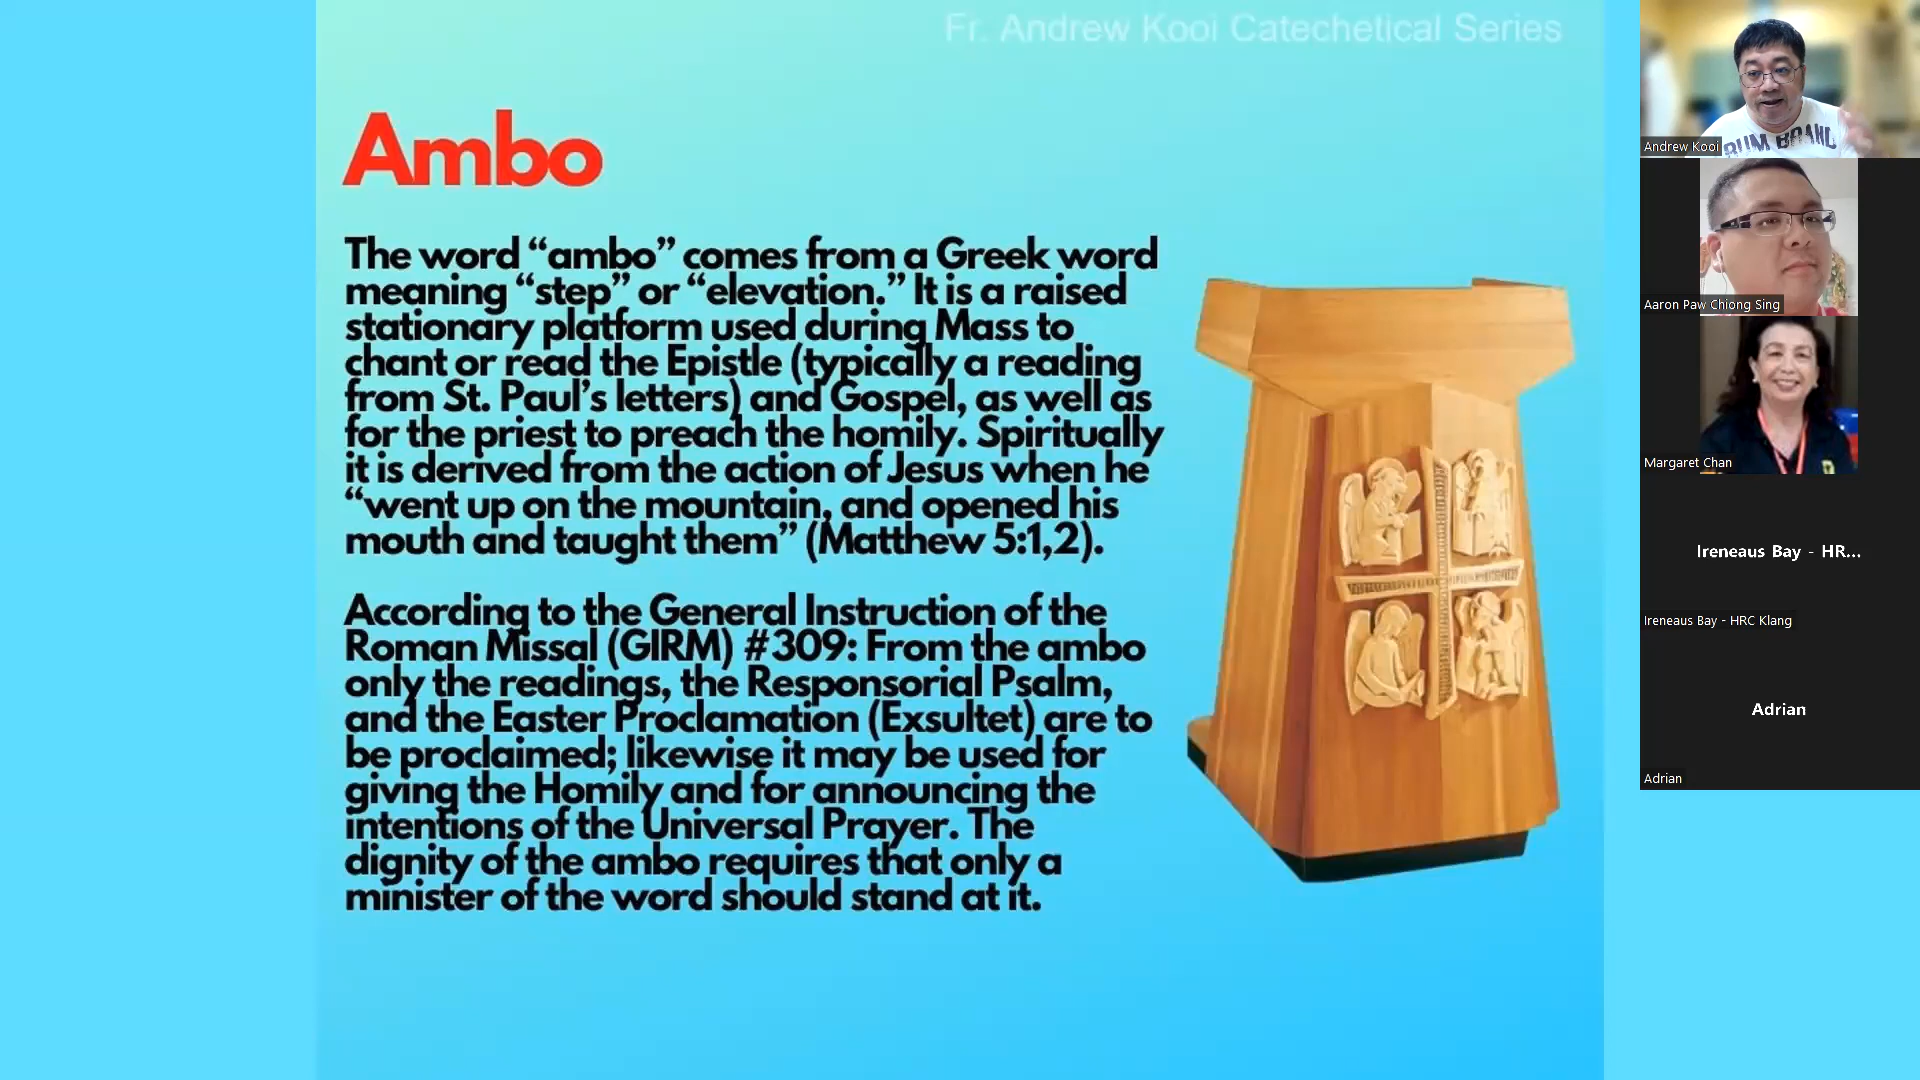 Fr. Andrew Kooi Catechetical Series
Ambo
The word “ambo” comes from a Greek word
meaning “step” or “elevation.” It is a raised
stationary platform used during Mass to
chant or read the Epistle (typically a reading
from St. Paul’s letters) and Gospel, as well as
for the priest to preach the homily. Spiritually
it is derived from the action of Jesus when he
“went up on the mountain, and opened his
mouth and taught them” (Matthew 5:1,2).
According to the General Instruction of the
Roman Missal (GIRM) #309: From the ambo
only the readings, the Responsorial Psalm,
and the Easter Proclamation (Exsultet) are to
be proclaimed; likewise it may be used for
giving the Homily and for announcing the
intentions of the Universal Prayer. The
dignity of the ambo requires that only a
minister of the word should stand at it.
BRAND
Andrew Kooi
Aaron Paw Chiong Sing
Margaret Chan
Ireneaus Bay - HR...
Ireneaus Bay - HRC Klang
Adrian
Adrian